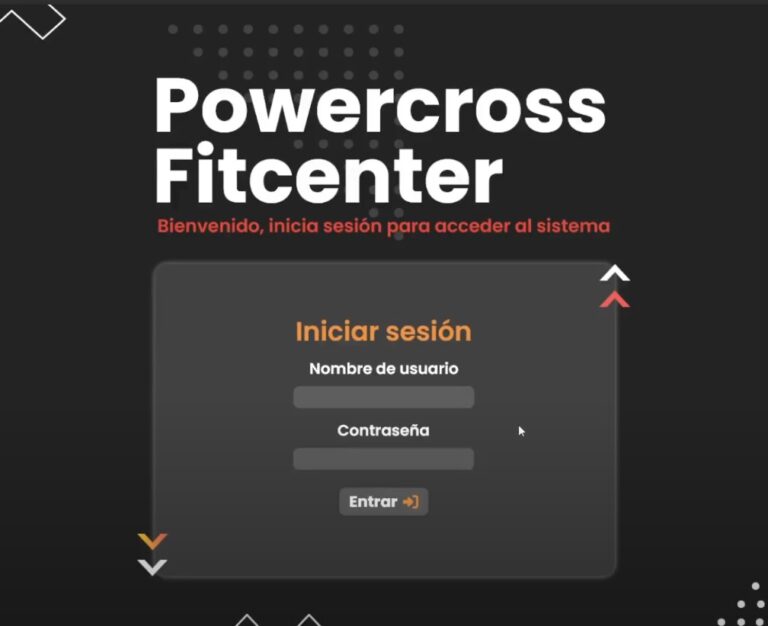 Powercross
Fitcenter
Bienvenido, inicia sesión para acceder al sistema
Iniciar sesión
Nombre de usuario
Contraseña
Entrar